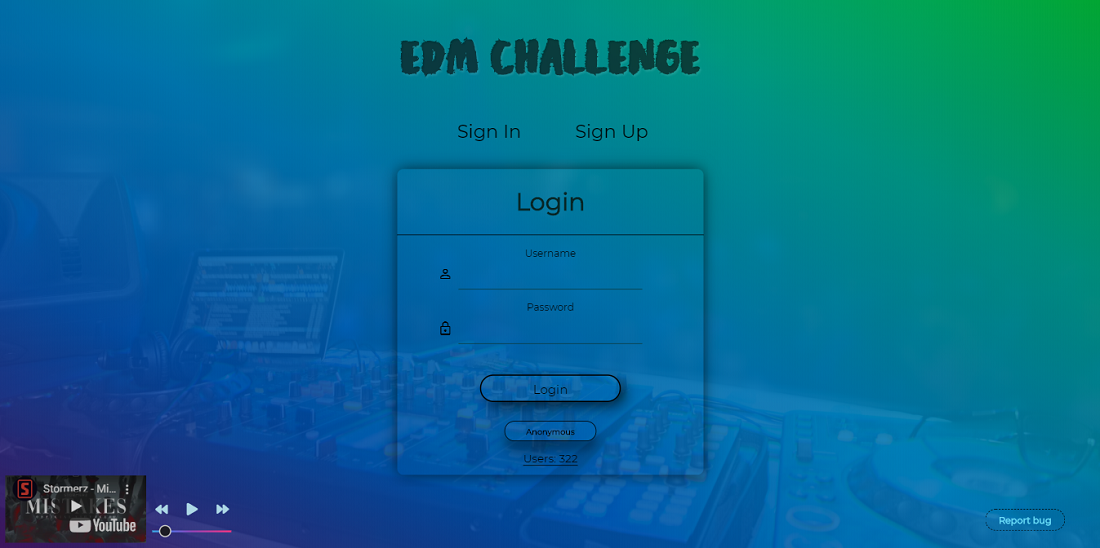 EDM CHALLENGE
Sign In Sign Up
Login
Username
Password
Login
Anonymous
Users: 322
S Stormerz - Mi...
MISTAKES
YouTube
Report bug